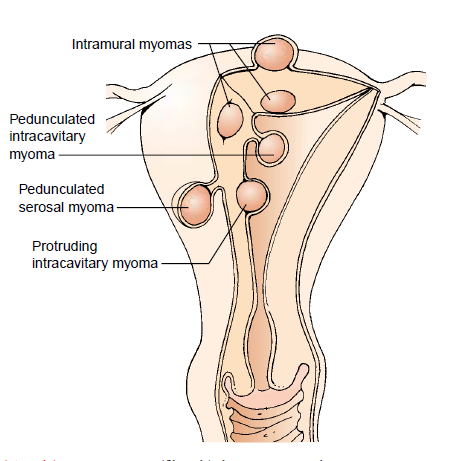 Intramural myomas
Pedunculated
intracavitary
myoma
Pedunculated
serosal myoma
Protruding
intracavitary myoma